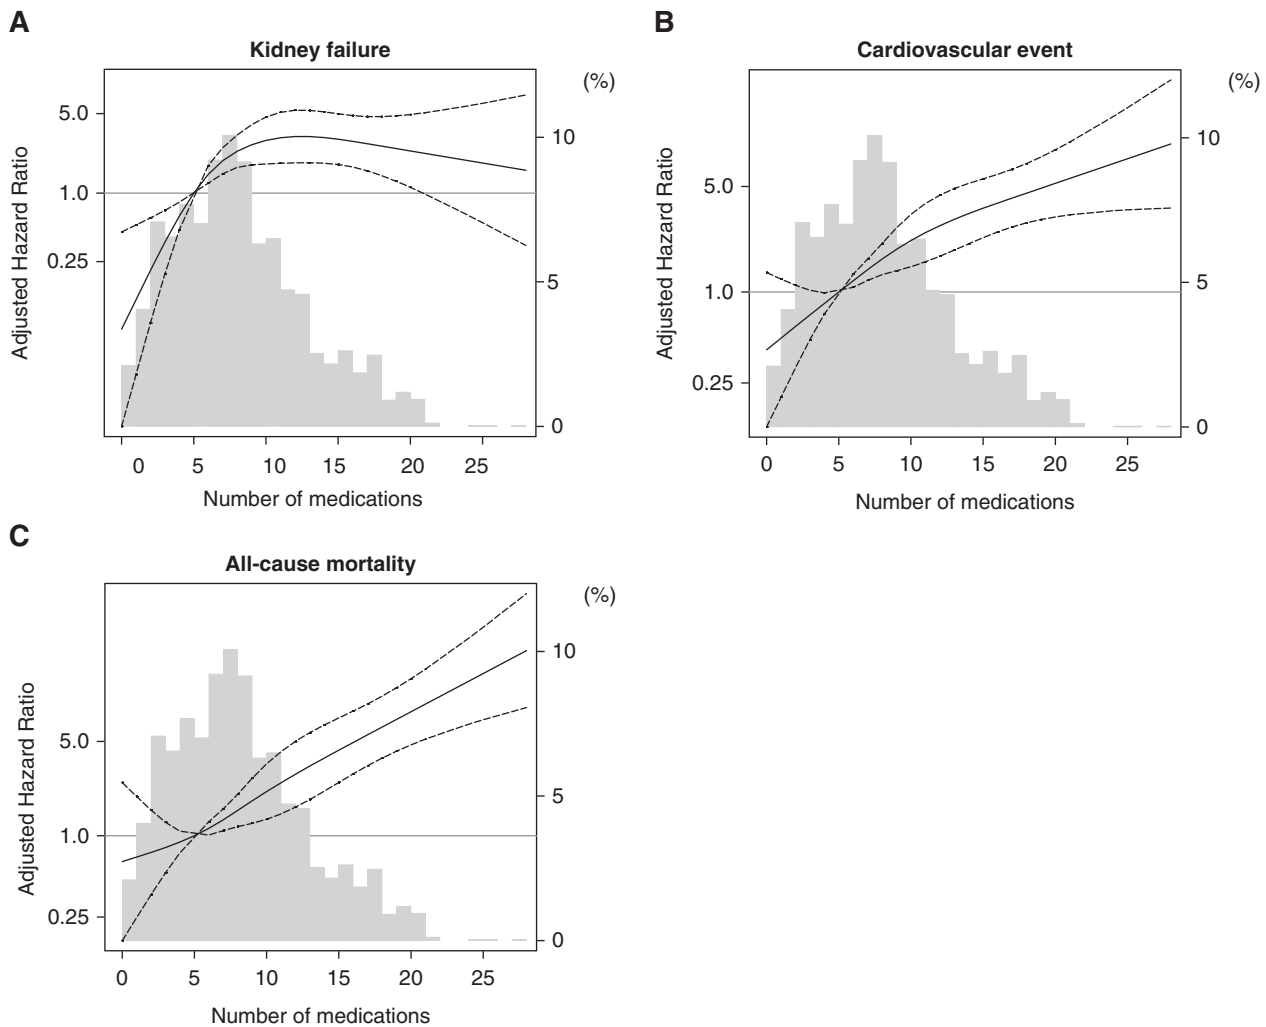 A
Kidney failure
(%)
Adjusted Hazard Ratio
5.0
1.0
0.25
10
5
0
0 5 10 15 20 25
Number of medications
B
Cardiovascular event
(%)
Adjusted Hazard Ratio
5.0
1.0
0.25
10
5
0
0 5 10 15 20 25
Number of medications
C
All-cause mortality
(%)
Adjusted Hazard Ratio
5.0
1.0
0.25
10
5
0
0 5 10 15 20 25
Number of medications